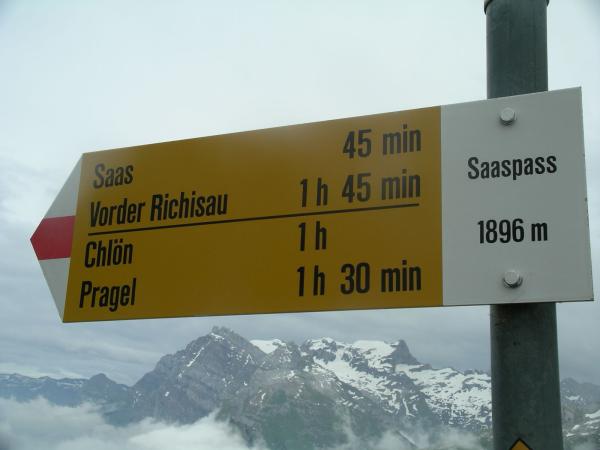 Saas 45 min
Vorder Richisau 1 h 45 min
Chlön 1 h
Pragel 1 h 30 min
Saaspass
1896 m